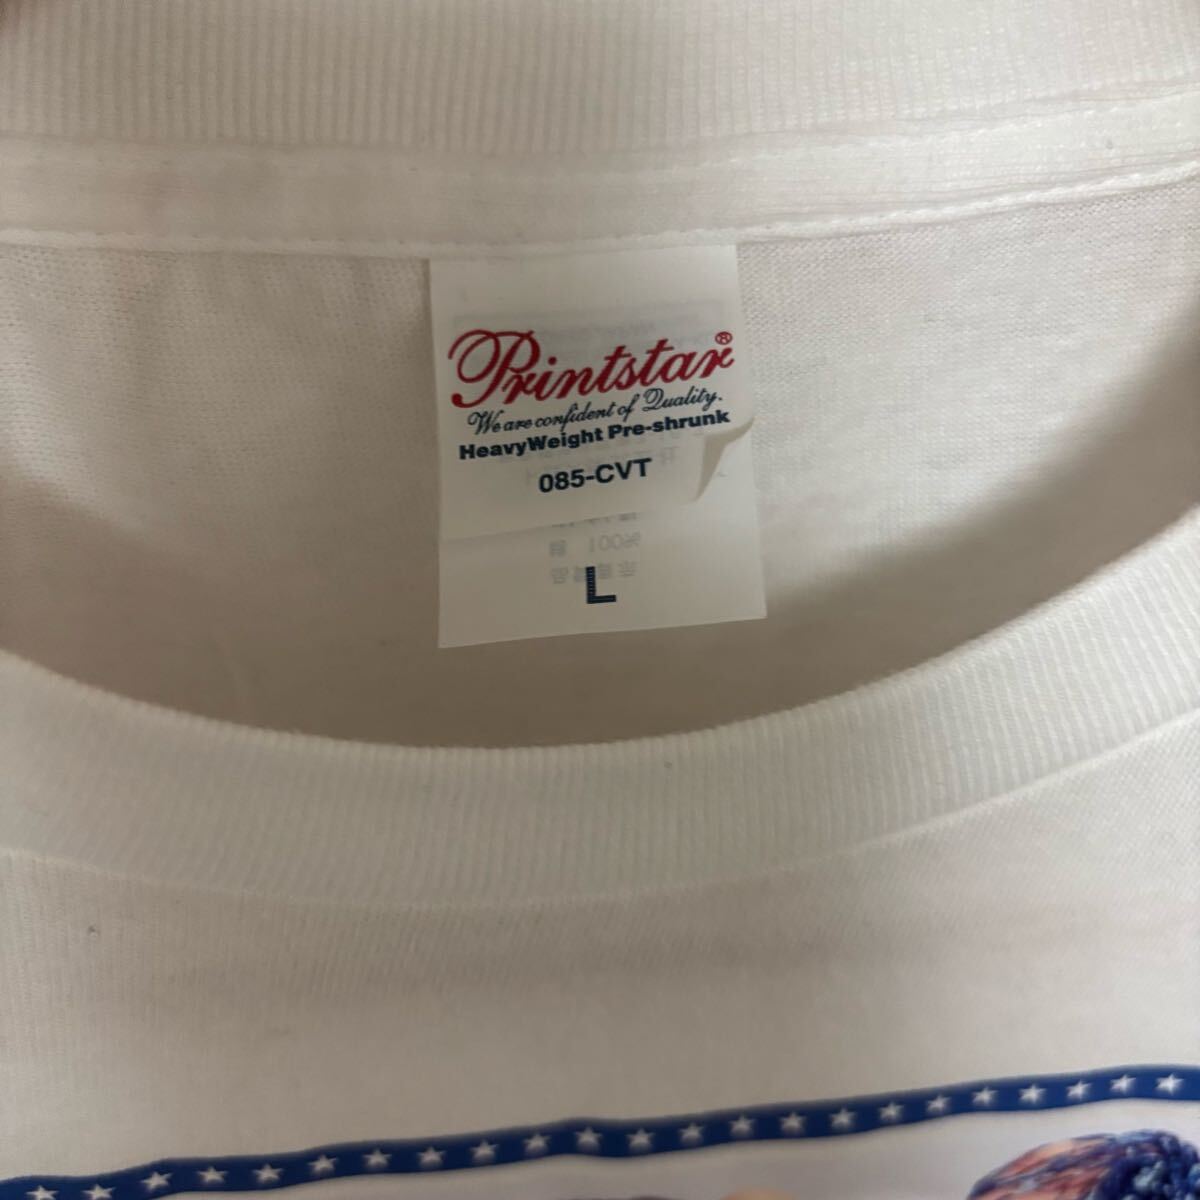 Printstar®
We are confident of Quality.
HeavyWeight Pre-shrunk
085-CVT
L